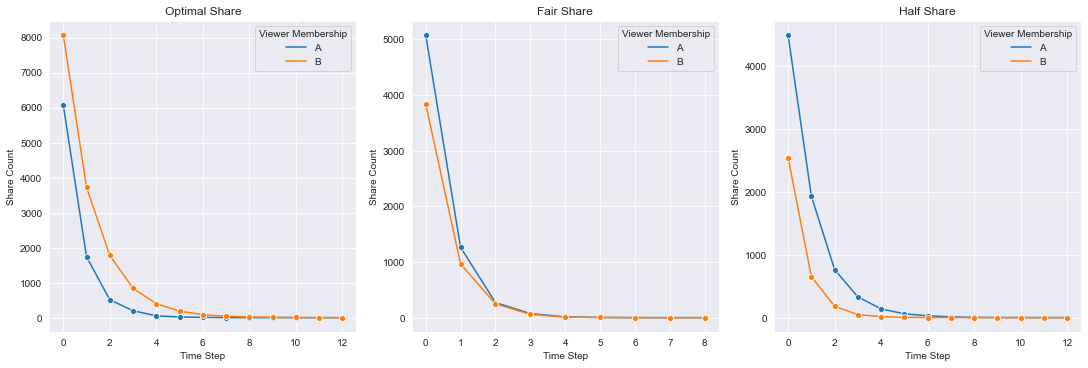 Optimal Share
Viewer Membership
A
B
8000
7000
6000
5000
4000
3000
2000
1000
0
Share Count
0 2 4 6 8 10 12
Time Step
Fair Share
Viewer Membership
A
B
5000
4000
3000
2000
1000
0
Share Count
0 1 2 3 4 5 6 7 8
Time Step
Half Share
Viewer Membership
A
B
4000
3000
2000
1000
0
Share Count
0 2 4 6 8 10 12
Time Step